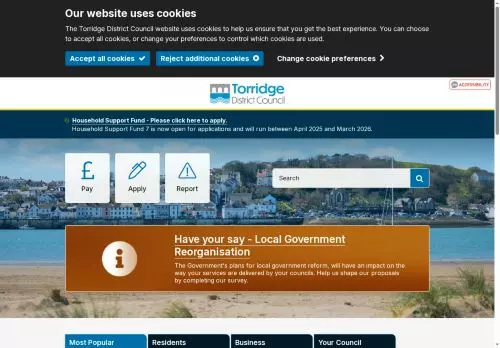 Our website uses cookies
The Torridge District Council website uses cookies to help us ensure that you get the best experience. You can
choose to accept all cookies, or change your preferences to control which cookies are used.
Accept all cookies
Reject additional cookies
Change cookie preferences
Torridge
District Council
ACCESSIBILITY
Household Support Fund - Please click here to apply.
Household Support Fund 7 is now open for applications and will run between April 2025 and March 2026.
Pay
Apply
Report
Search
Have your say - Local Government
Reorganisation
The Government's plans for local government reform, will have an impact on the
way your services are delivered by your councils. Help us shape our proposals
by completing our survey.
Most Popular
Residents
Business
Your Council